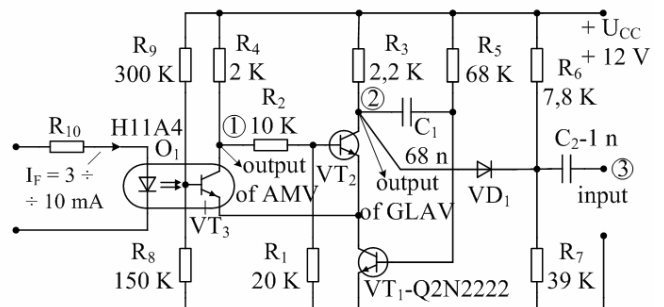 R9
300 K
R4
2 K
R3
2,2 K
R5
68 K
+ UCC
+ 12 V
R6
7,8 K
R10
H11A4
O1
IF = 3 ÷
÷ 10 mA
①
R2
10 K
②
C1
68 n
C2-1 n
③
input
output
of AMV
VT2
output
of GLAV
VD1
VT3
R8
150 K
R1
20 K
VT1-Q2N2222
R7
39 K